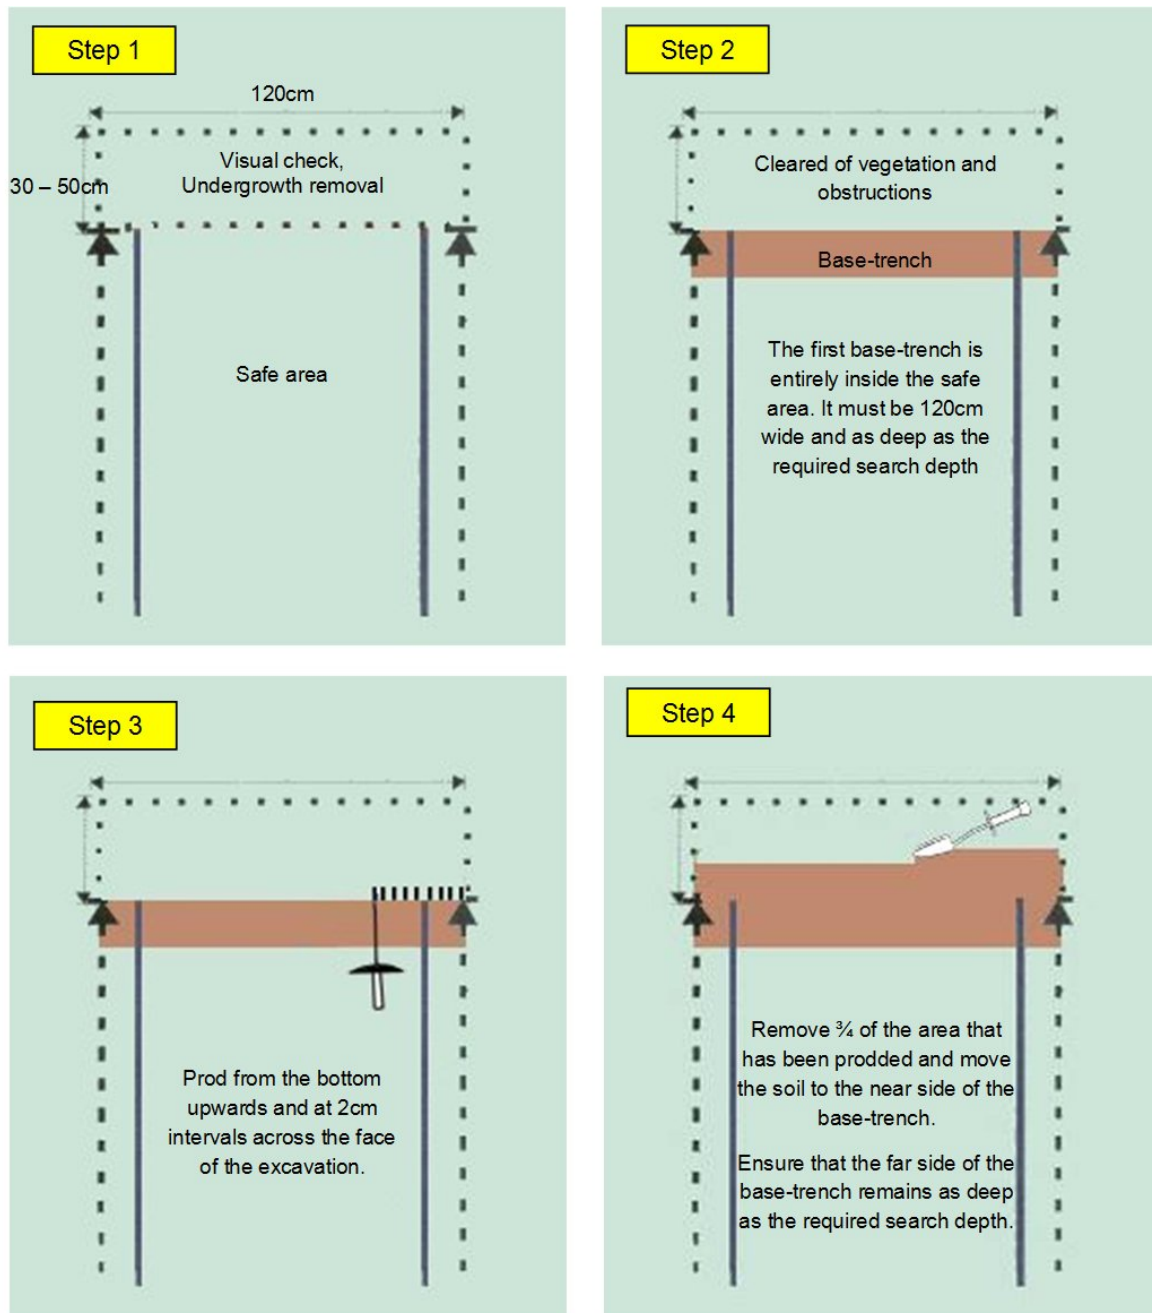 Step 1
120cm
Visual check,
Undergrowth removal
30 – 50cm
Safe area
Step 2
Cleared of vegetation and
obstructions
Base-trench
The first base-trench is
entirely inside the safe
area. It must be 120cm
wide and as deep as the
required search depth
Step 3
Prod from the bottom
upwards and at 2cm
intervals across the face
of the excavation.
Step 4
Remove ¾ of the area that
has been prodded and move
the soil to the near side of the
base-trench.
Ensure that the far side of the
base-trench remains as deep
as the required search depth.